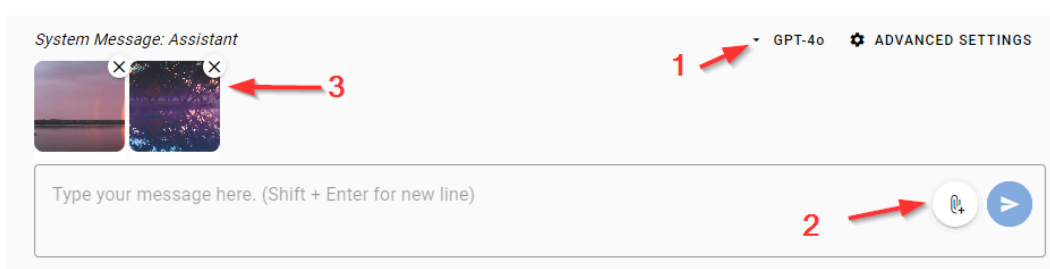 System Message: Assistant
GPT-4o ADVANCED SETTINGS
1
3
Type your message here. (Shift + Enter for new line)
2